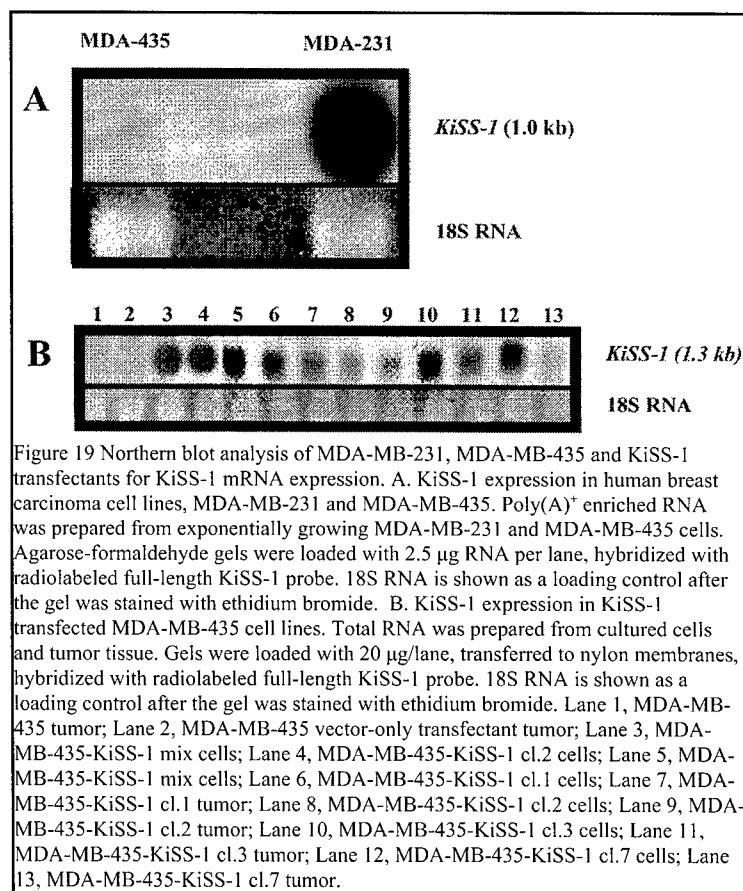 MDA-435 MDA-231
A
KiSS-1 (1.0 kb)
18S RNA
1 2 3 4 5 6 7 8 9 10 11 12 13
B
KiSS-1 (1.3 kb)
18S RNA
Figure 19 Northern blot analysis of MDA-MB-231, MDA-MB-435 and KiSS-1
transfectants for KiSS-1 mRNA expression. A. KiSS-1 expression in human breast
carcinoma cell lines, MDA-MB-231 and MDA-MB-435. Poly(A)⁺ enriched RNA
was prepared from exponentially growing MDA-MB-231 and MDA-MB-435 cells.
Agarose-formaldehyde gels were loaded with 2.5 µg RNA per lane, hybridized with
radiolabeled full-length KiSS-1 probe. 18S RNA is shown as a loading control after
the gel was stained with ethidium bromide. B. KiSS-1 expression in KiSS-1
transfected MDA-MB-435 cell lines. Total RNA was prepared from cultured cells
and tumor tissue. Gels were loaded with 20 µg/lane, transferred to nylon membranes,
hybridized with radiolabeled full-length KiSS-1 probe. 18S RNA is shown as a
loading control after the gel was stained with ethidium bromide. Lane 1, MDA-MB-
435 tumor; Lane 2, MDA-MB-435 vector-only transfectant tumor; Lane 3, MDA-
MB-435-KiSS-1 mix cells; Lane 4, MDA-MB-435-KiSS-1 cl.2 cells; Lane 5, MDA-
MB-435-KiSS-1 mix cells; Lane 6, MDA-MB-435-KiSS-1 cl.1 cells; Lane 7, MDA-
MB-435-KiSS-1 cl.1 tumor; Lane 8, MDA-MB-435-KiSS-1 cl.2 cells; Lane 9, MDA-
MB-435-KiSS-1 cl.2 tumor; Lane 10, MDA-MB-435-KiSS-1 cl.3 cells; Lane 11,
MDA-MB-435-KiSS-1 cl.3 tumor; Lane 12, MDA-MB-435-KiSS-1 cl.7 cells; Lane
13, MDA-MB-435-KiSS-1 cl.7 tumor.